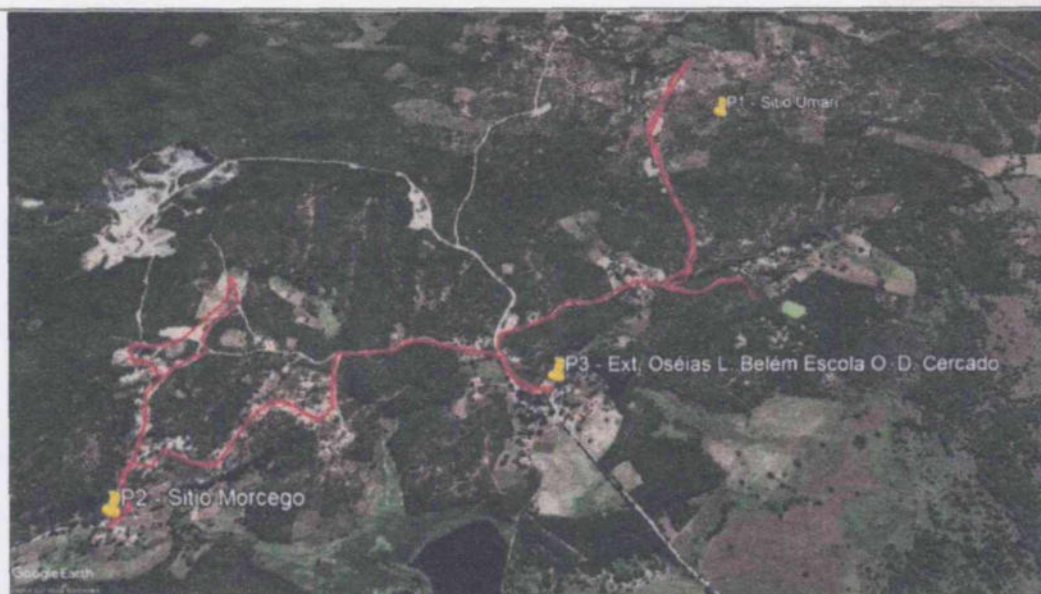 P1 - Sitio Umari
P3 - Ext. Oséias L. Belém Escola O. D. Cercado
P2 - Sitio Morcego
Google Earth